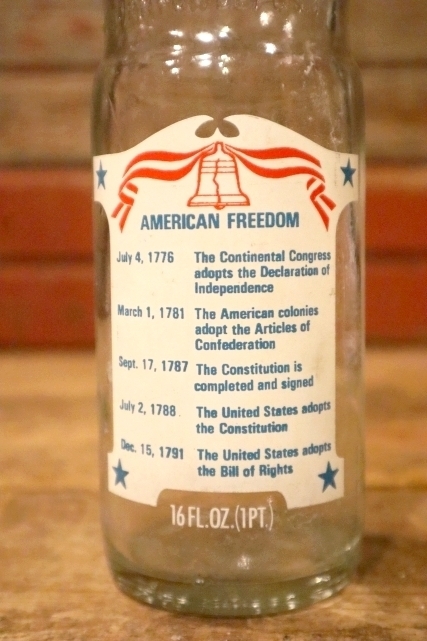 AMERICAN FREEDOM
July 4, 1776 The Continental Congress
adopts the Declaration of
Independence
March 1, 1781 The American colonies
adopt the Articles of
Confederation
Sept. 17, 1787 The Constitution is
completed and signed
July 2, 1788 The United States adopts
the Constitution
Dec. 15, 1791 The United States adopts
the Bill of Rights
16 FL.OZ.(1PT.)